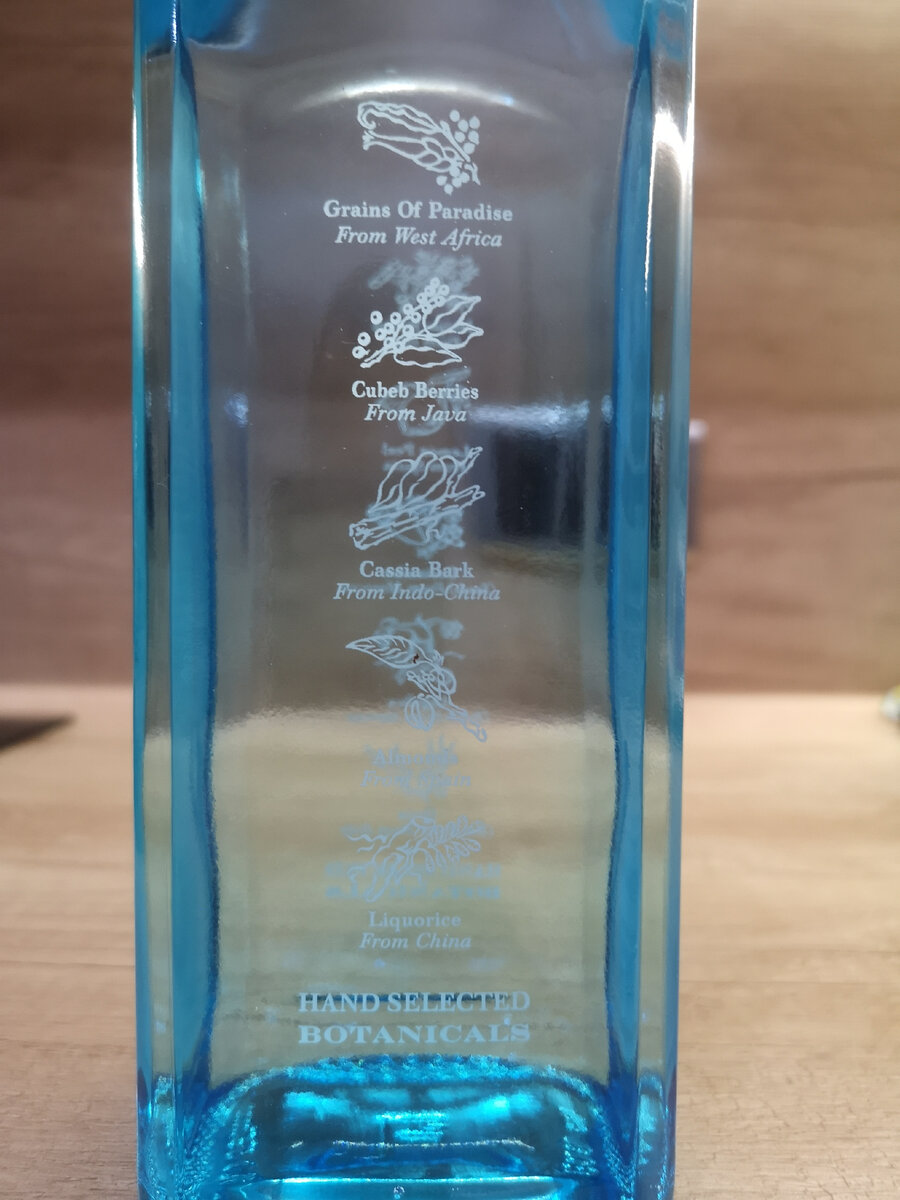 Grains Of Paradise
From West Africa
Cubeb Berries
From Java
Cassia Bark
From Indo-China
Liquorice
From China
HAND SELECTED
BOTANICALS